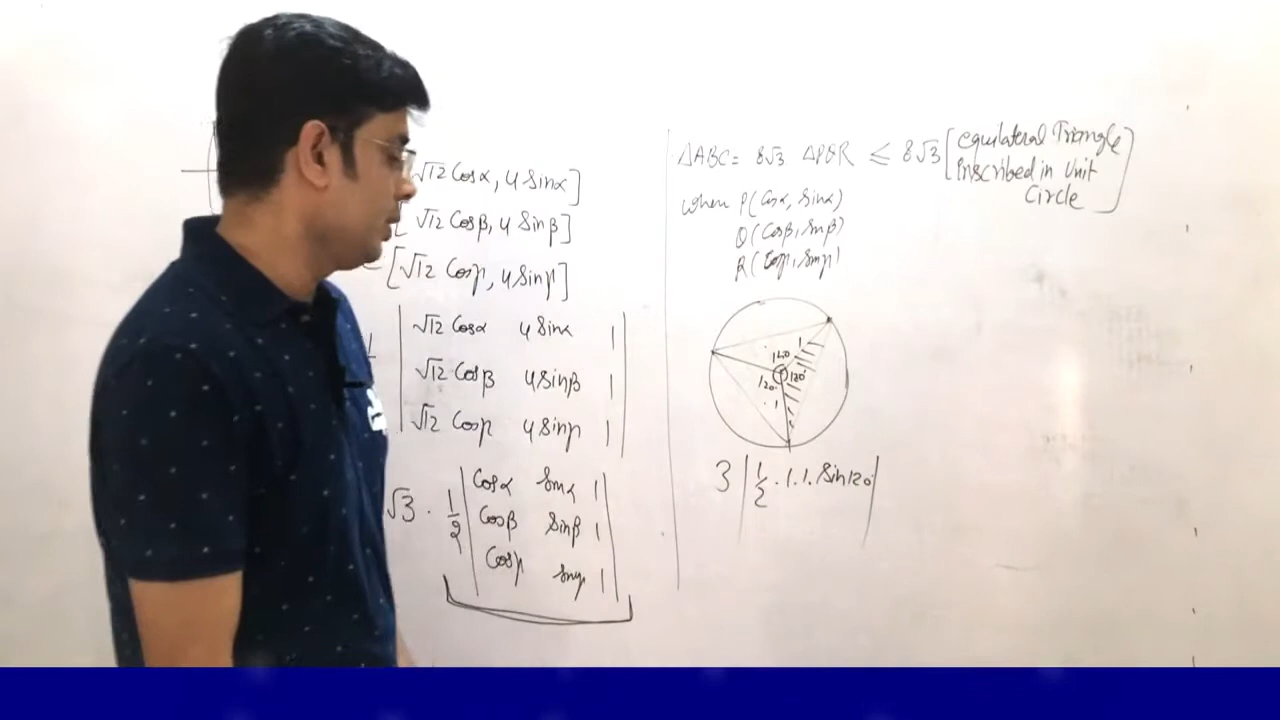 √12 Cosα, 4 Sinα]
[√12 Cosβ, 4 Sinβ]
[√12 Cosγ, 4 Sinγ]
√12 Cosα 4 Sinα 1
√12 Cosβ 4 Sinβ 1
√12 Cosγ 4 Sinγ 1
√3 · 1/2 | Cosα Sinα 1 |
Cosβ Sinβ 1
Cosγ Sinγ 1
ΔABC = 8√3 ΔPQR ≤ 8√3 [equilateral Triangle
Inscribed in Unit
Circle]
when P(Cosα, Sinα)
Q(Cosβ, Sinβ)
R(Cosγ, Sinγ)
1
120
120° 120°
1
3 | 1/2 · 1 · 1 · Sin120° |